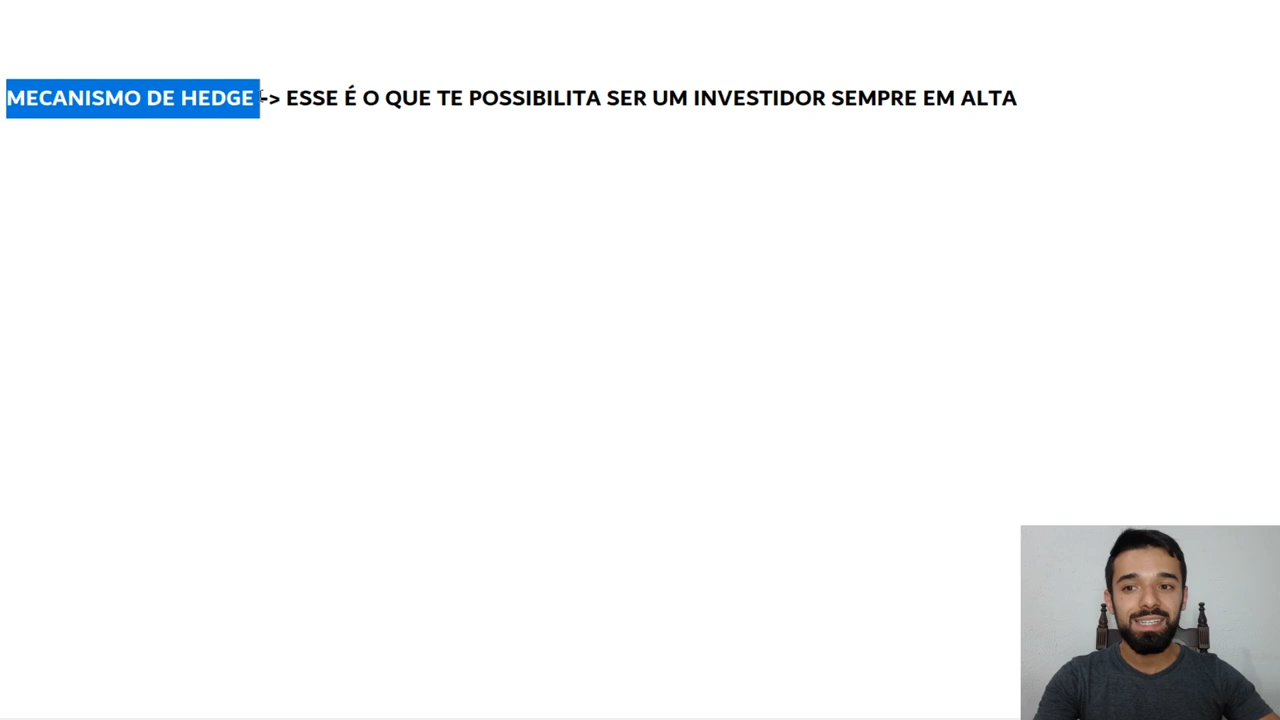 MECANISMO DE HEDGE -> ESSE É O QUE TE POSSIBILITA SER UM INVESTIDOR SEMPRE EM ALTA